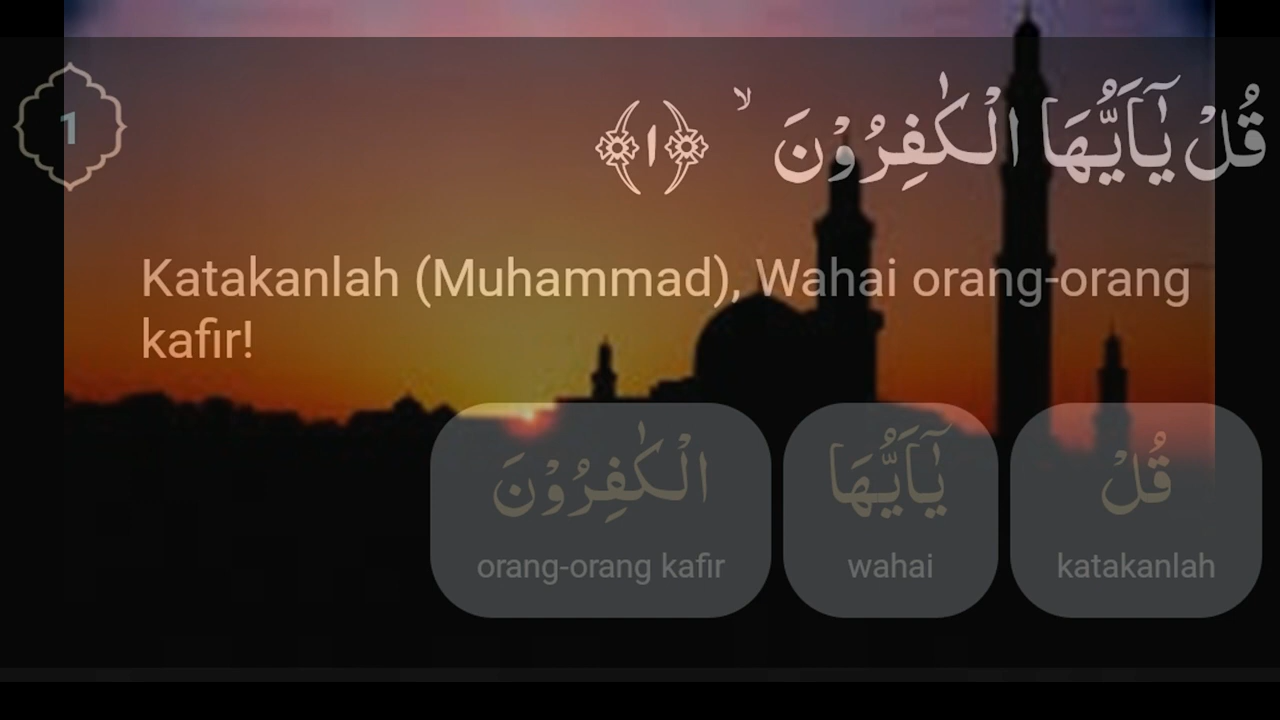 1
قُلْ يٰٓاَيُّهَا الْكٰفِرُوْنَ ۙ ﴿١﴾
Katakanlah (Muhammad), Wahai orang-orang
kafir!
قُلْ
يٰٓاَيُّهَا
الْكٰفِرُوْنَ
katakanlah
wahai
orang-orang kafir